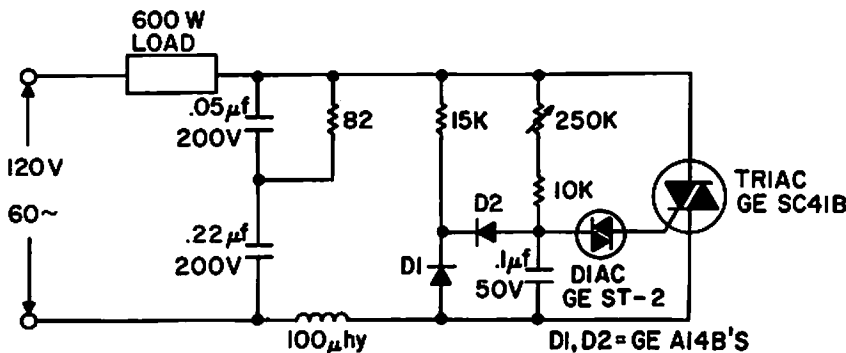 600 W
LOAD
.05μf
200V
82
15K
250K
120V
60~
10K
TRIAC
GE SC41B
D2
.22μf
200V
D1
.1μf
50V
DIAC
GE ST-2
100μhy
D1, D2 = GE A14B'S